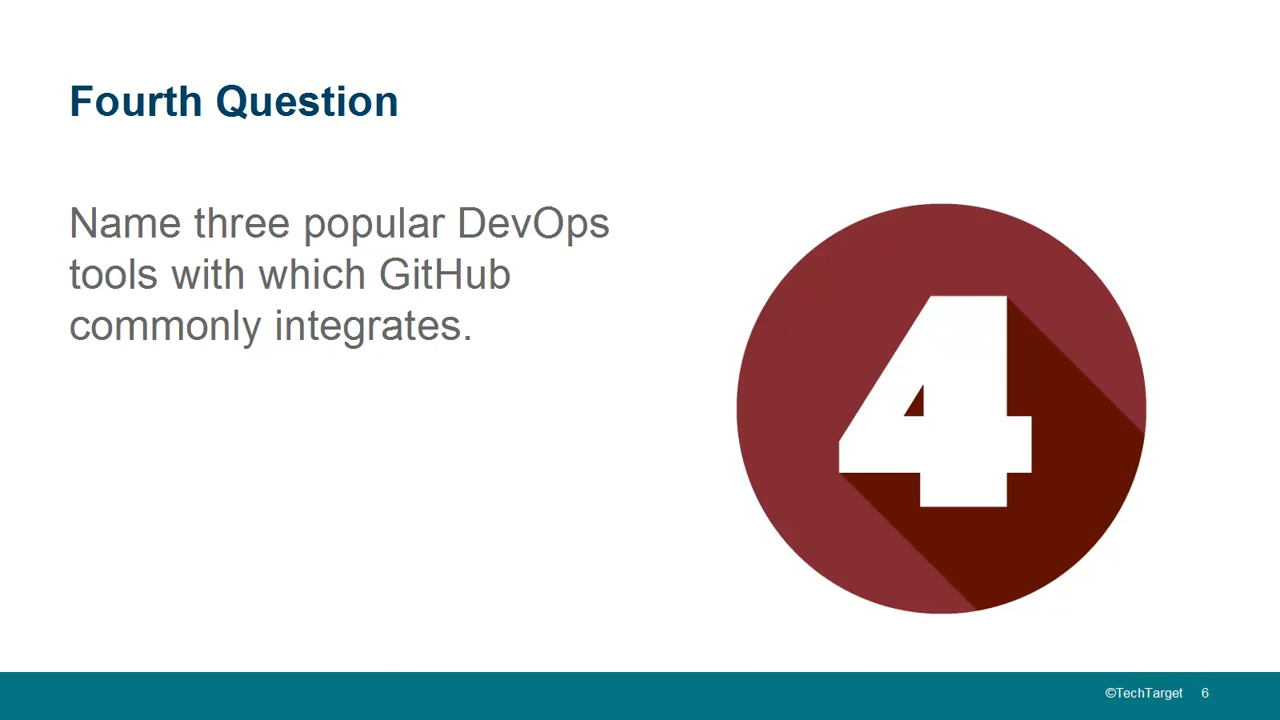 Fourth Question
Name three popular DevOps
tools with which GitHub
commonly integrates.
4
©TechTarget 6